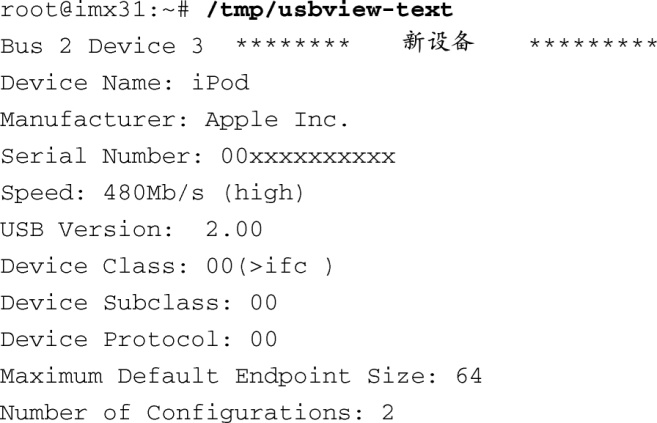 root@imx31:~# /tmp/usbview-text
Bus 2 Device 3 ******** 新设备 *********
Device Name: iPod
Manufacturer: Apple Inc.
Serial Number: 00xxxxxxxxxx
Speed: 480Mb/s (high)
USB Version: 2.00
Device Class: 00(>ifc )
Device Subclass: 00
Device Protocol: 00
Maximum Default Endpoint Size: 64
Number of Configurations: 2